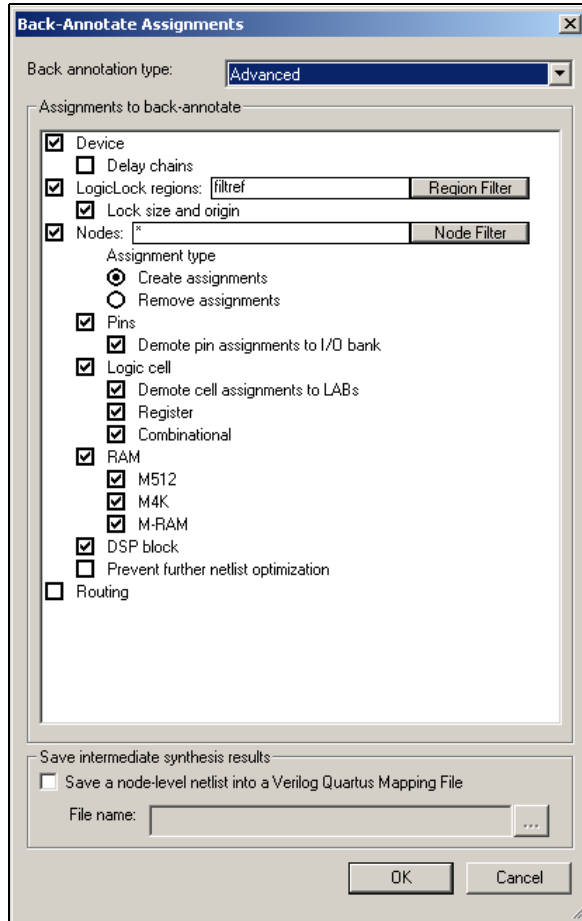 Back-Annotate Assignments
Back annotation type: Advanced
Assignments to back-annotate
Device
Delay chains
LogicLock regions: filtref Region Filter
Lock size and origin
Nodes: * Node Filter
Assignment type
Create assignments
Remove assignments
Pins
Demote pin assignments to I/O bank
Logic cell
Demote cell assignments to LABs
Register
Combinational
RAM
M512
M4K
M-RAM
DSP block
Prevent further netlist optimization
Routing
Save intermediate synthesis results
Save a node-level netlist into a Verilog Quartus Mapping File
File name: ...
OK Cancel